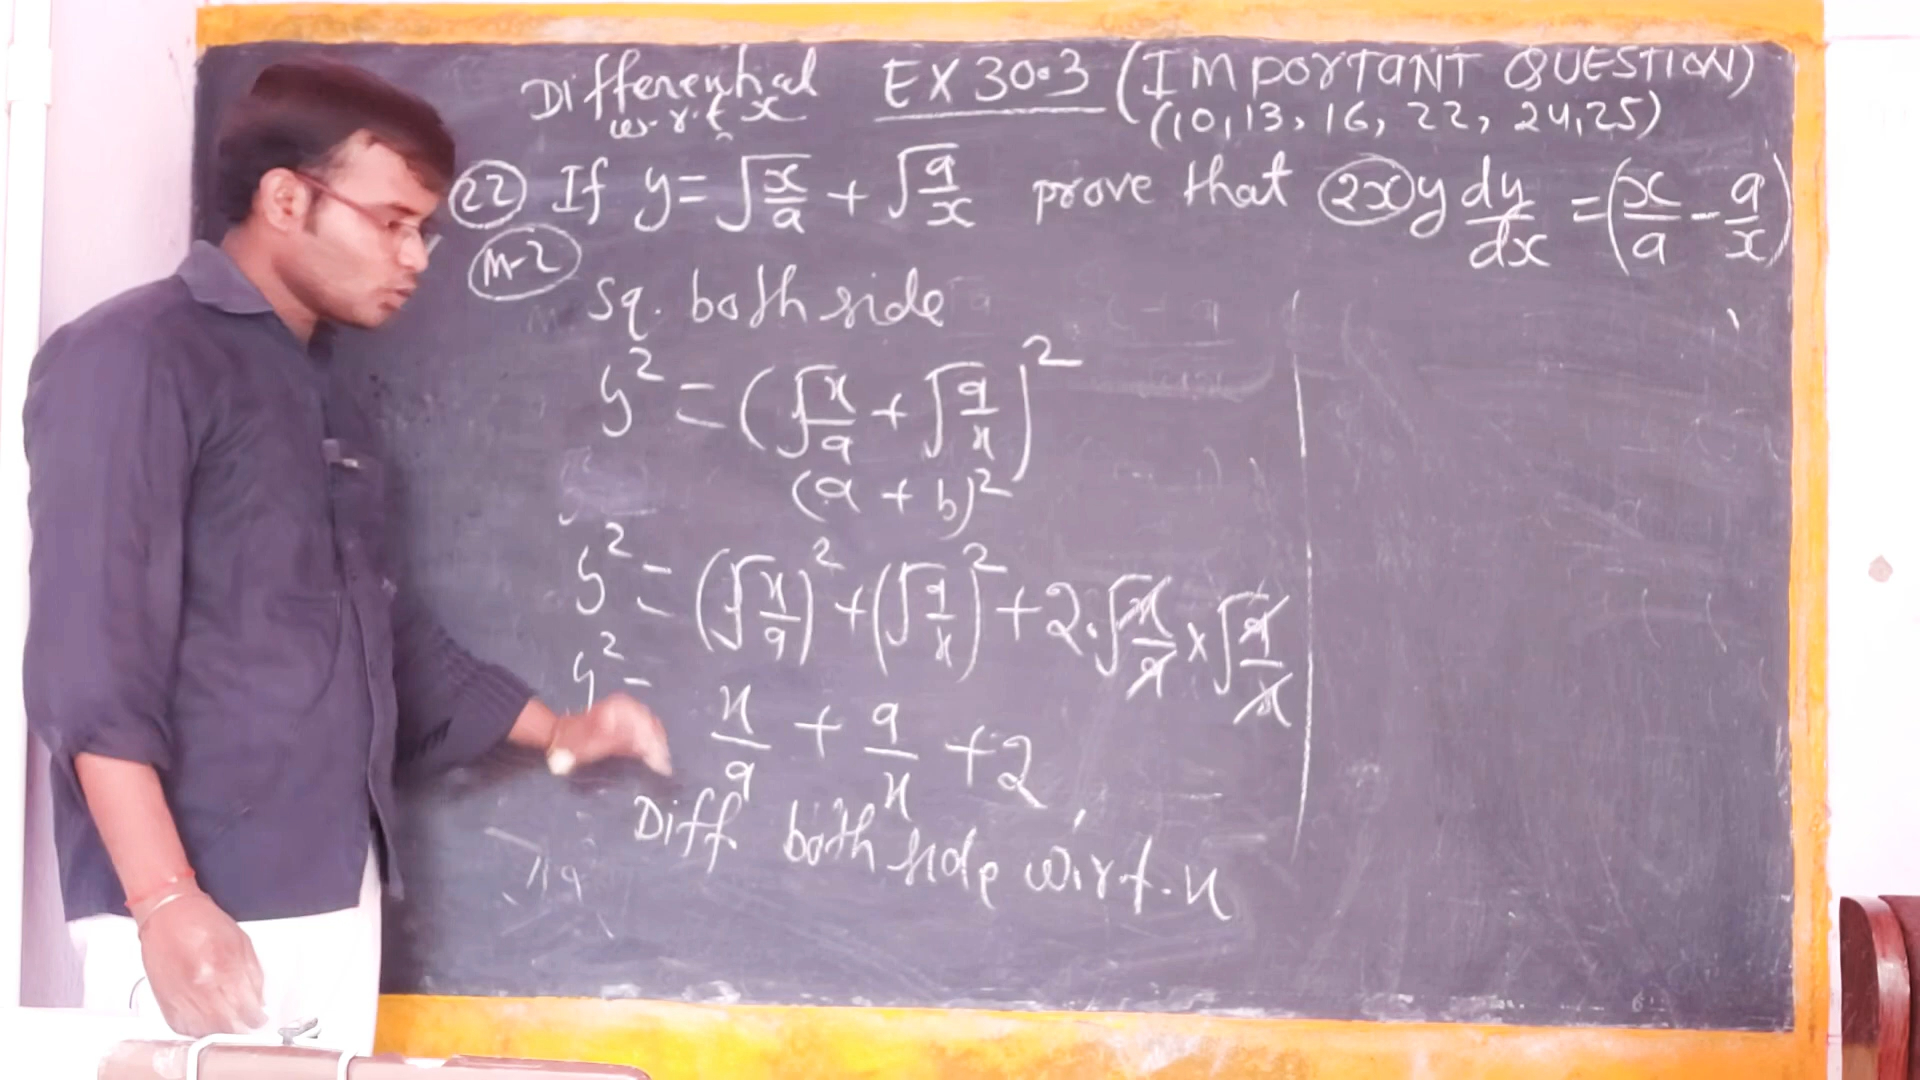 Differential EX 30.3 (IMPORTANT QUESTION)
w.r.t x (10,13,16,22,24,25)
22 If y=√x/a + √a/x prove that 2xy dy/dx = (x/a - a/x)
M-2
Sq. both side
y² = (√x/a + √a/x)²
(a + b)²
y² = (√x/a)² + (√a/x)² + 2.√x/a × √a/x
y² = x/a + a/x + 2
Diff both side w.r.t. x